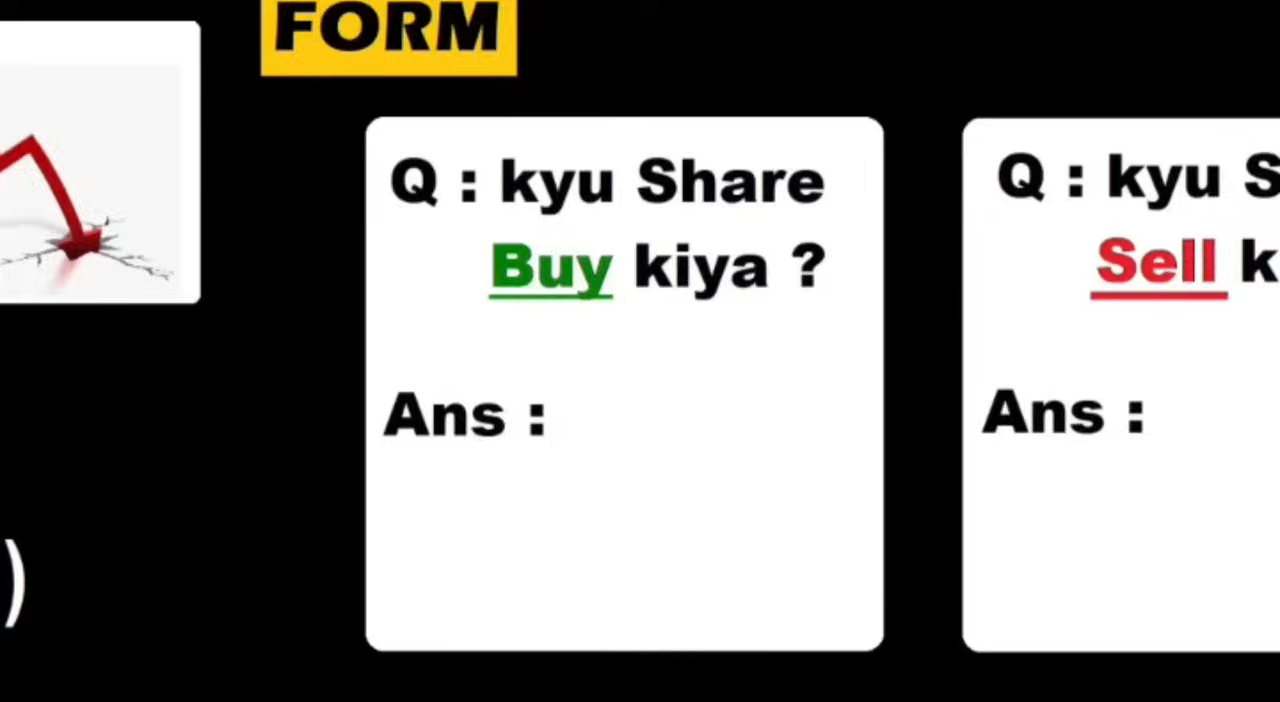 FORM
Q : kyu Share
Buy kiya ?
Ans :
Q : kyu S
Sell k
Ans :
)